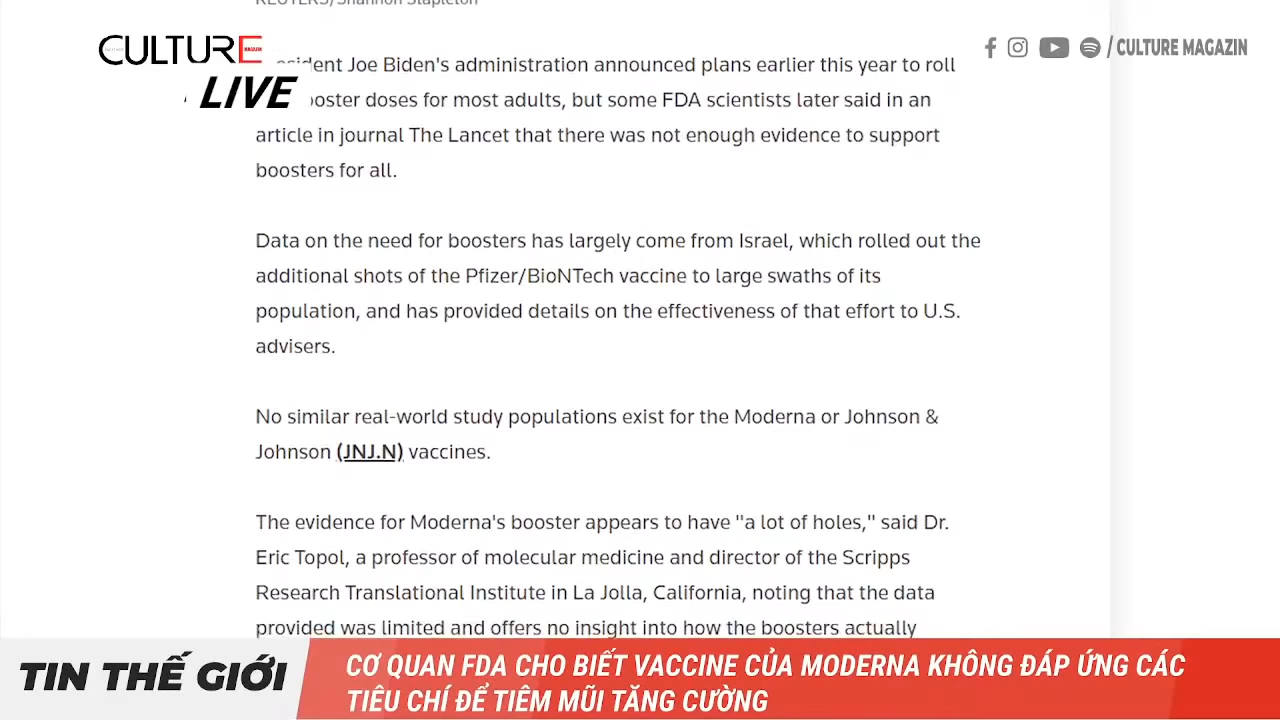 REUTERS/Shannon Stapleton
CULTURE
LIVE
/ CULTURE MAGAZIN
Joe Biden's administration announced plans earlier this year to roll
doses for most adults, but some FDA scientists later said in an
article in journal The Lancet that there was not enough evidence to support
boosters for all.
Data on the need for boosters has largely come from Israel, which rolled out the
additional shots of the Pfizer/BioNTech vaccine to large swaths of its
population, and has provided details on the effectiveness of that effort to U.S.
advisers.
No similar real-world study populations exist for the Moderna or Johnson &
Johnson (JNJ.N) vaccines.
The evidence for Moderna's booster appears to have "a lot of holes," said Dr.
Eric Topol, a professor of molecular medicine and director of the Scripps
Research Translational Institute in La Jolla, California, noting that the data
provided was limited and offers no insight into how the boosters actually
TIN THẾ GIỚI
CƠ QUAN FDA CHO BIẾT VACCINE CỦA MODERNA KHÔNG ĐÁP ỨNG CÁC
TIÊU CHÍ ĐỂ TIÊM MŨI TĂNG CƯỜNG